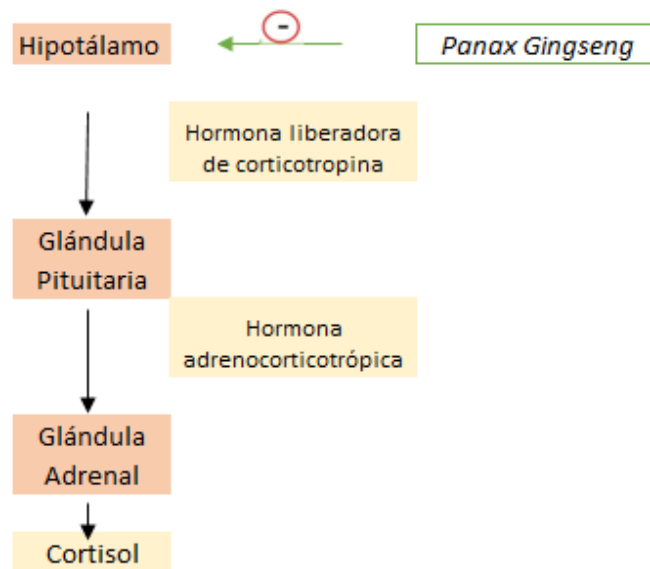 Hipotálamo
-
Panax Gingseng
Hormona liberadora
de corticotropina
Glándula
Pituitaria
Hormona
adrenocorticotrópica
Glándula
Adrenal
Cortisol